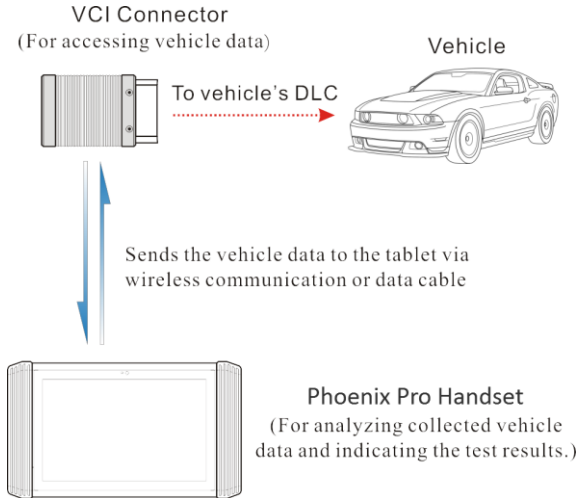 VCI Connector
(For accessing vehicle data)
Vehicle
To vehicle's DLC
Sends the vehicle data to the tablet via
wireless communication or data cable
Phoenix Pro Handset
(For analyzing collected vehicle
data and indicating the test results.)